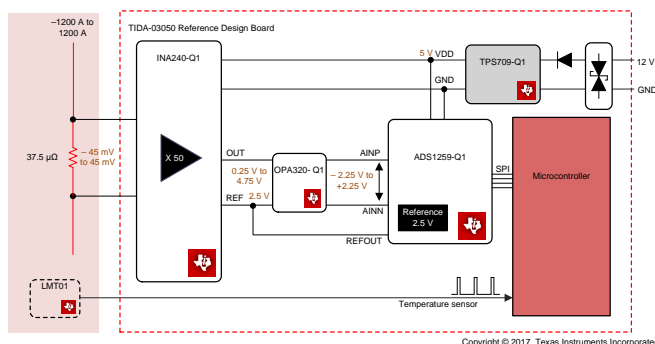 –1200 A to
1200 A
TIDA-03050 Reference Design Board
INA240-Q1
5 V VDD
TPS709-Q1
12 V
GND
GND
37.5 µΩ
– 45 mV
to 45 mV
X 50
OUT
0.25 V to
4.75 V
REF
2.5 V
OPA320- Q1
AINP
– 2.25 V to
+2.25 V
AINN
REFOUT
ADS1259-Q1
Reference
2.5 V
SPI
Microcontroller
LMT01
Temperature sensor
Copyright © 2017, Texas Instruments Incorporated